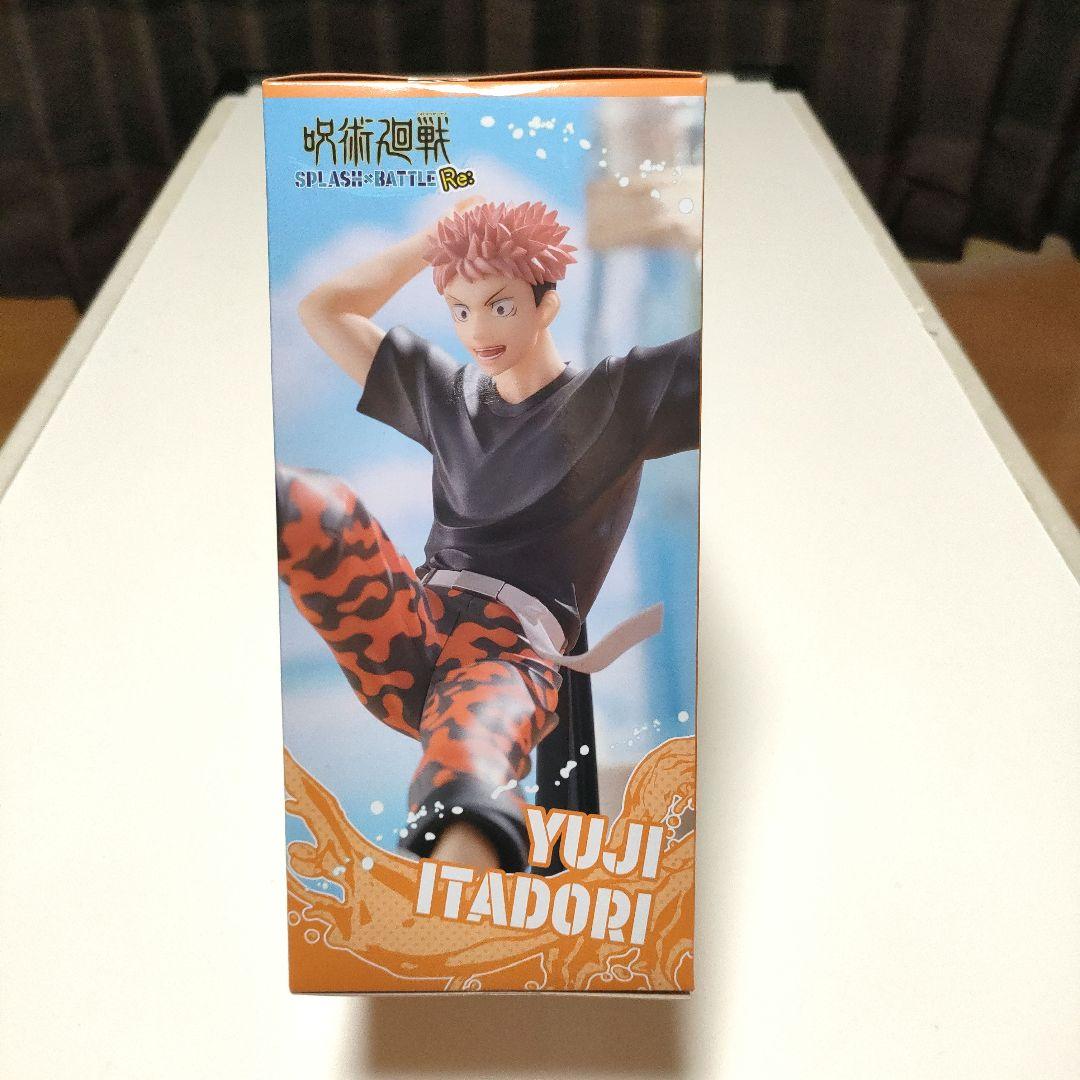 呪術廻戦
SPLASH×BATTLE Re:
YUJI
ITADORI